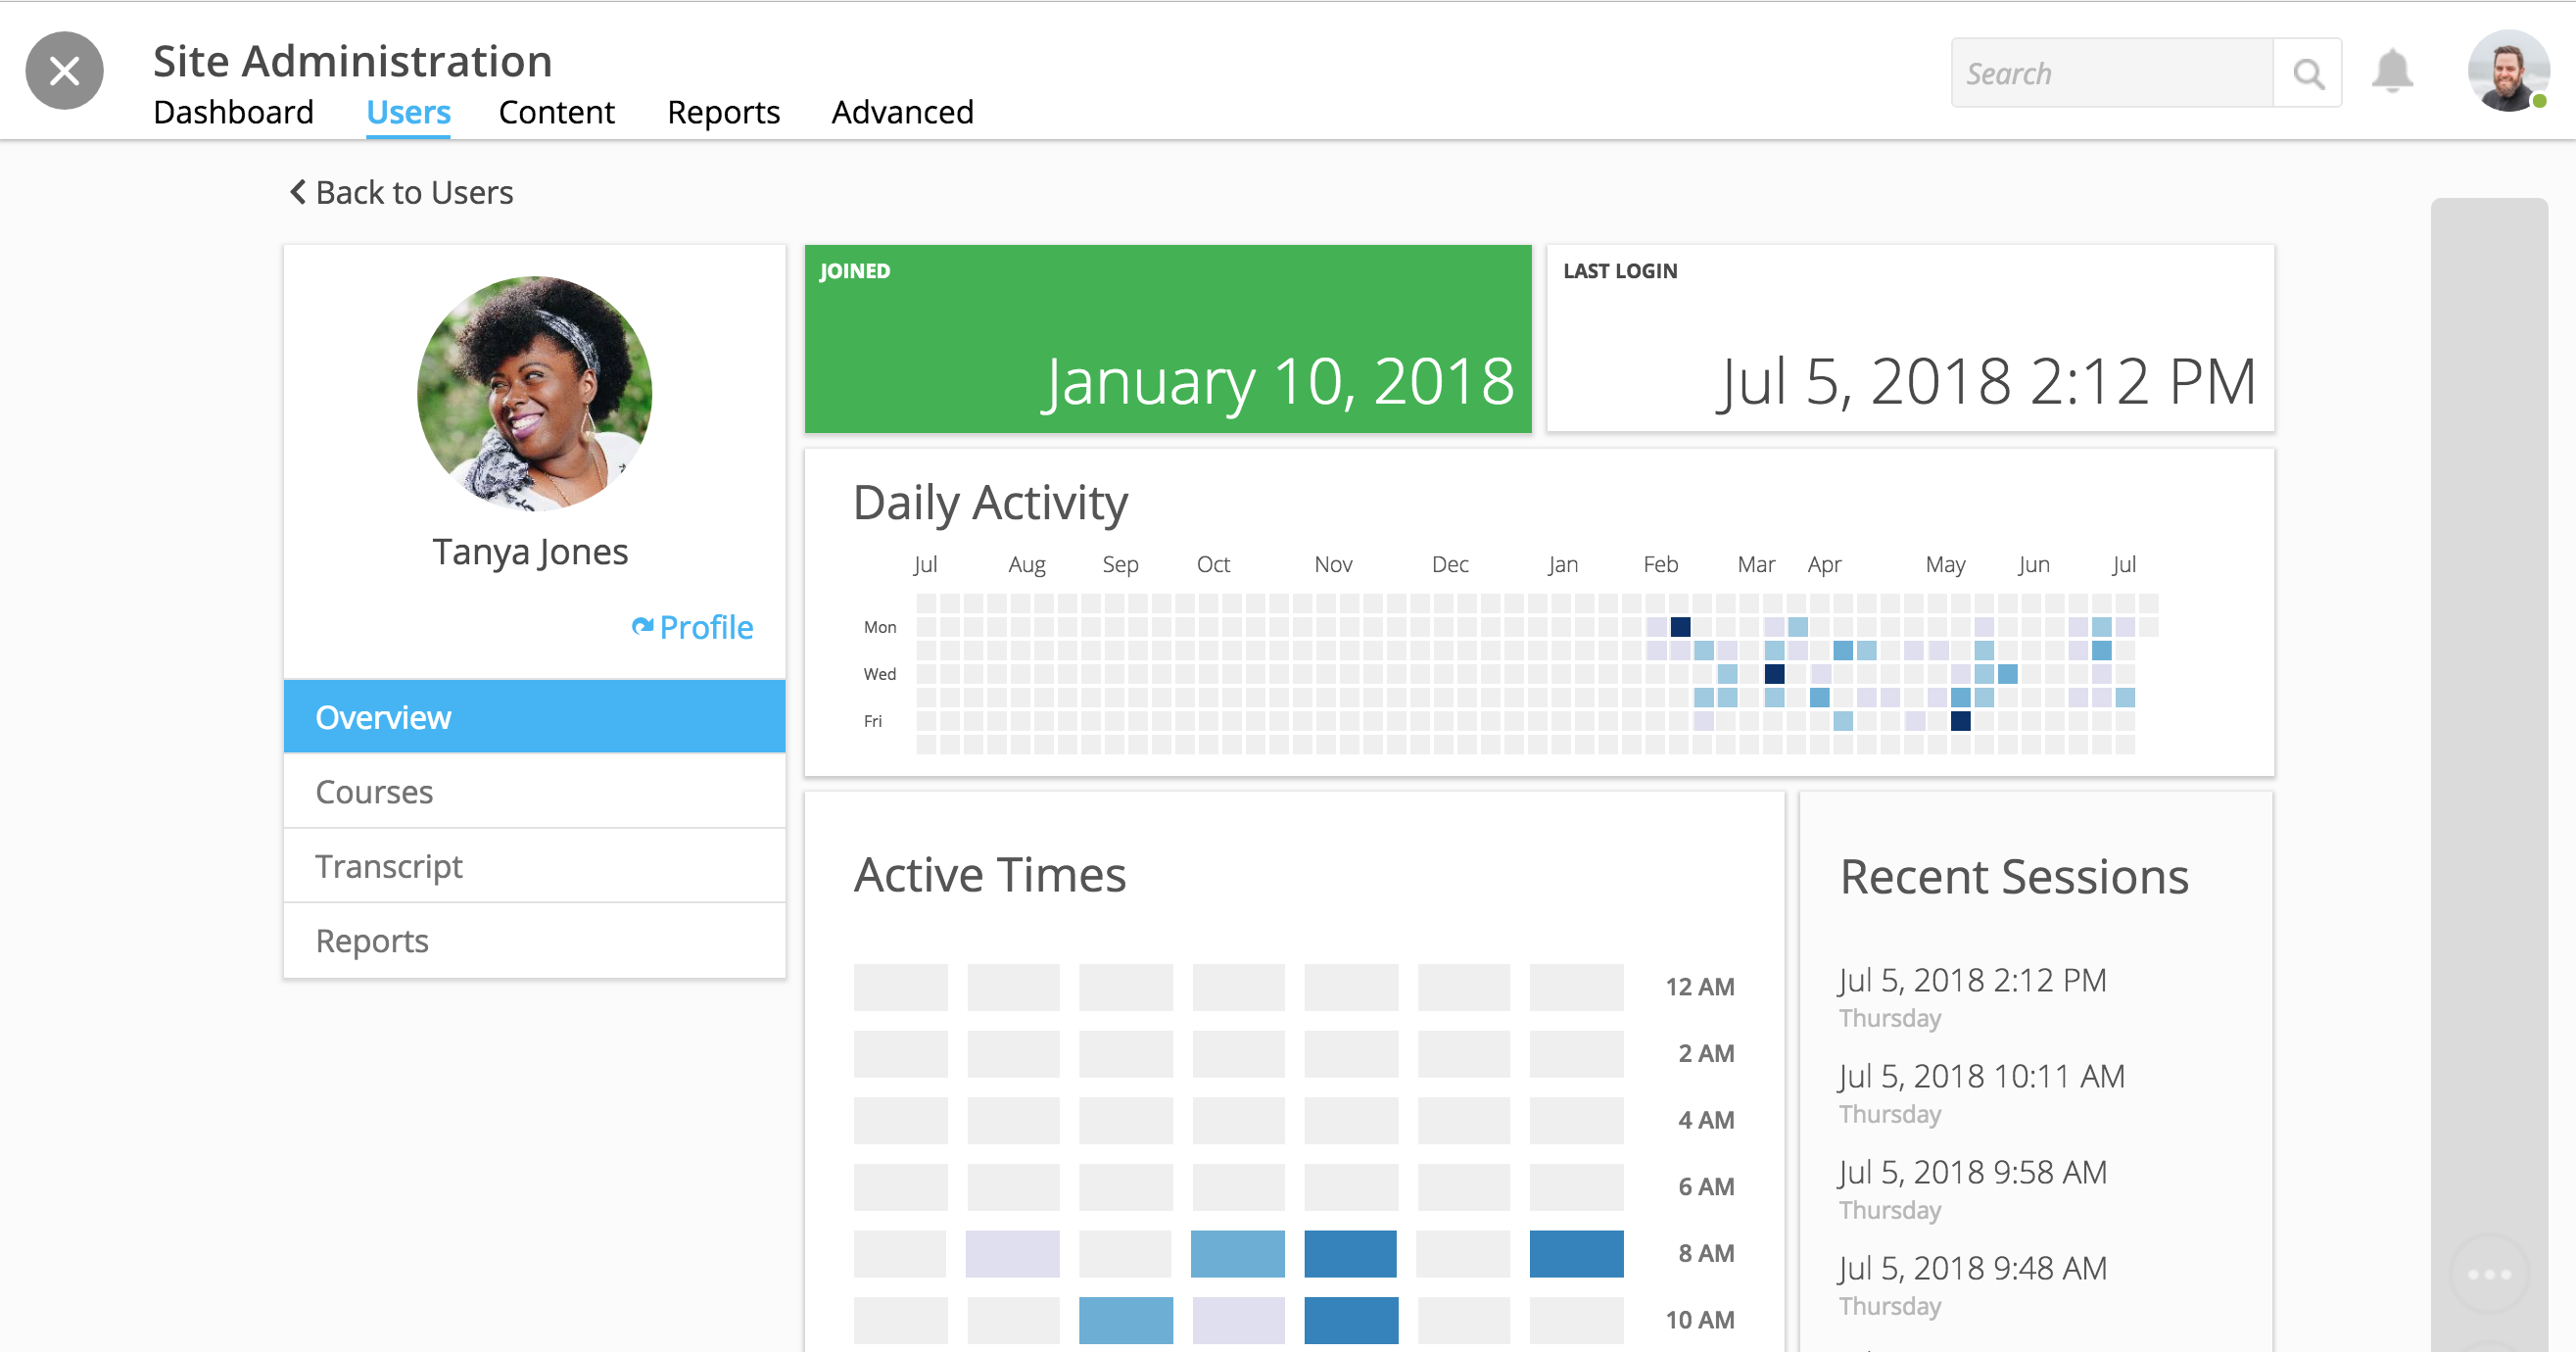 Site Administration
Search
Dashboard Users Content Reports Advanced
Back to Users
Tanya Jones
Profile
Overview
Courses
Transcript
Reports
JOINED
January 10, 2018
LAST LOGIN
Jul 5, 2018 2:12 PM
Daily Activity
Jul Aug Sep Oct Nov Dec Jan Feb Mar Apr May Jun Jul
Mon
Wed
Fri
Active Times
12 AM
2 AM
4 AM
6 AM
8 AM
10 AM
Recent Sessions
Jul 5, 2018 2:12 PM
Thursday
Jul 5, 2018 10:11 AM
Thursday
Jul 5, 2018 9:58 AM
Thursday
Jul 5, 2018 9:48 AM
Thursday